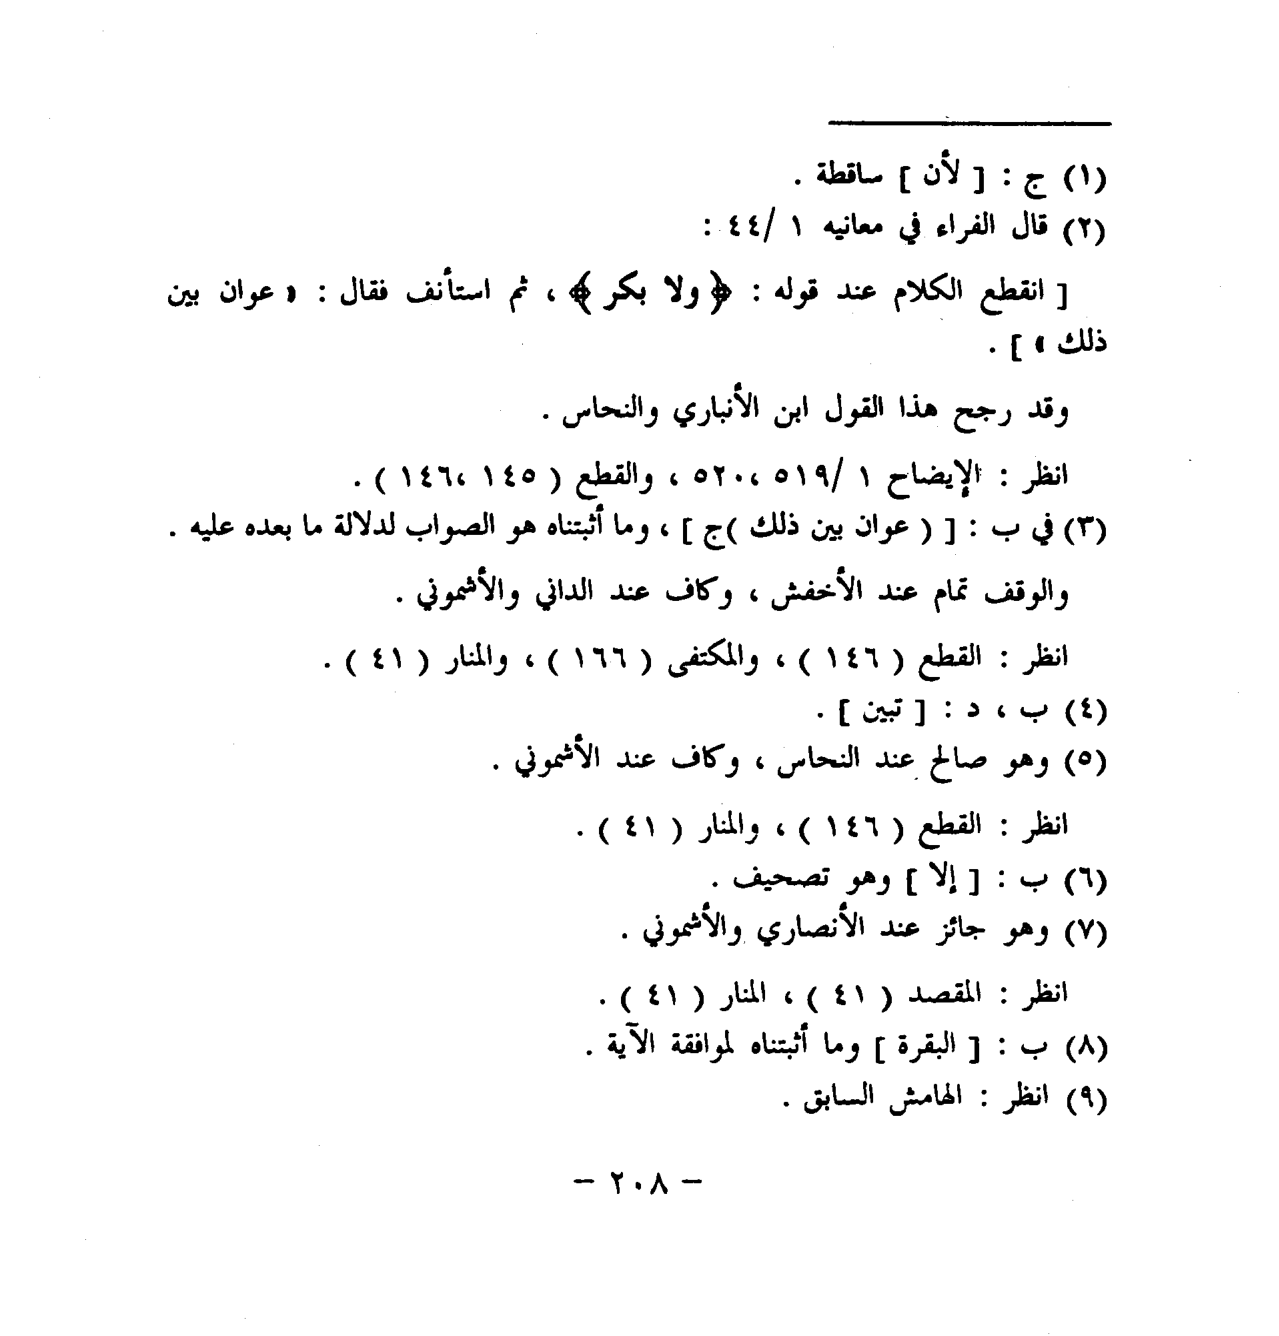 (١) ج : [ لأن ] ساقطة .
(٢) قال الفراء في معانيه ١ /٤٤ :
[ انقطع الكلام عند قوله : ﴿ ولا بكر ﴾ ، ثم استأنف فقال : « عوان بين
ذلك » ] .
وقد رجح هذا القول ابن الأنباري والنحاس .
انظر : الإيضاح ١ /٥١٩ ،٥٢٠ ، والقطع ( ١٤٥ ،١٤٦ ) .
(٣) في ب : [ ( عوان بين ذلك )ج ] ، وما أثبتناه هو الصواب لدلالة ما بعده عليه .
والوقف تمام عند الأخفش ، وكاف عند الداني والأشموني .
انظر : القطع ( ١٤٦ ) ، والمكتفى ( ١٦٦ ) ، والمنار ( ٤١ ) .
(٤) ب ، د : [ تبين ] .
(٥) وهو صالح عند النحاس ، وكاف عند الأشموني .
انظر : القطع ( ١٤٦ ) ، والمنار ( ٤١ ) .
(٦) ب : [ إلا ] وهو تصحيف .
(٧) وهو جائز عند الأنصاري والأشموني .
انظر : المقصد ( ٤١ ) ، المنار ( ٤١ ) .
(٨) ب : [ البقرة ] وما أثبتناه لموافقة الآية .
(٩) انظر : الهامش السابق .
– ٢٠٨ –